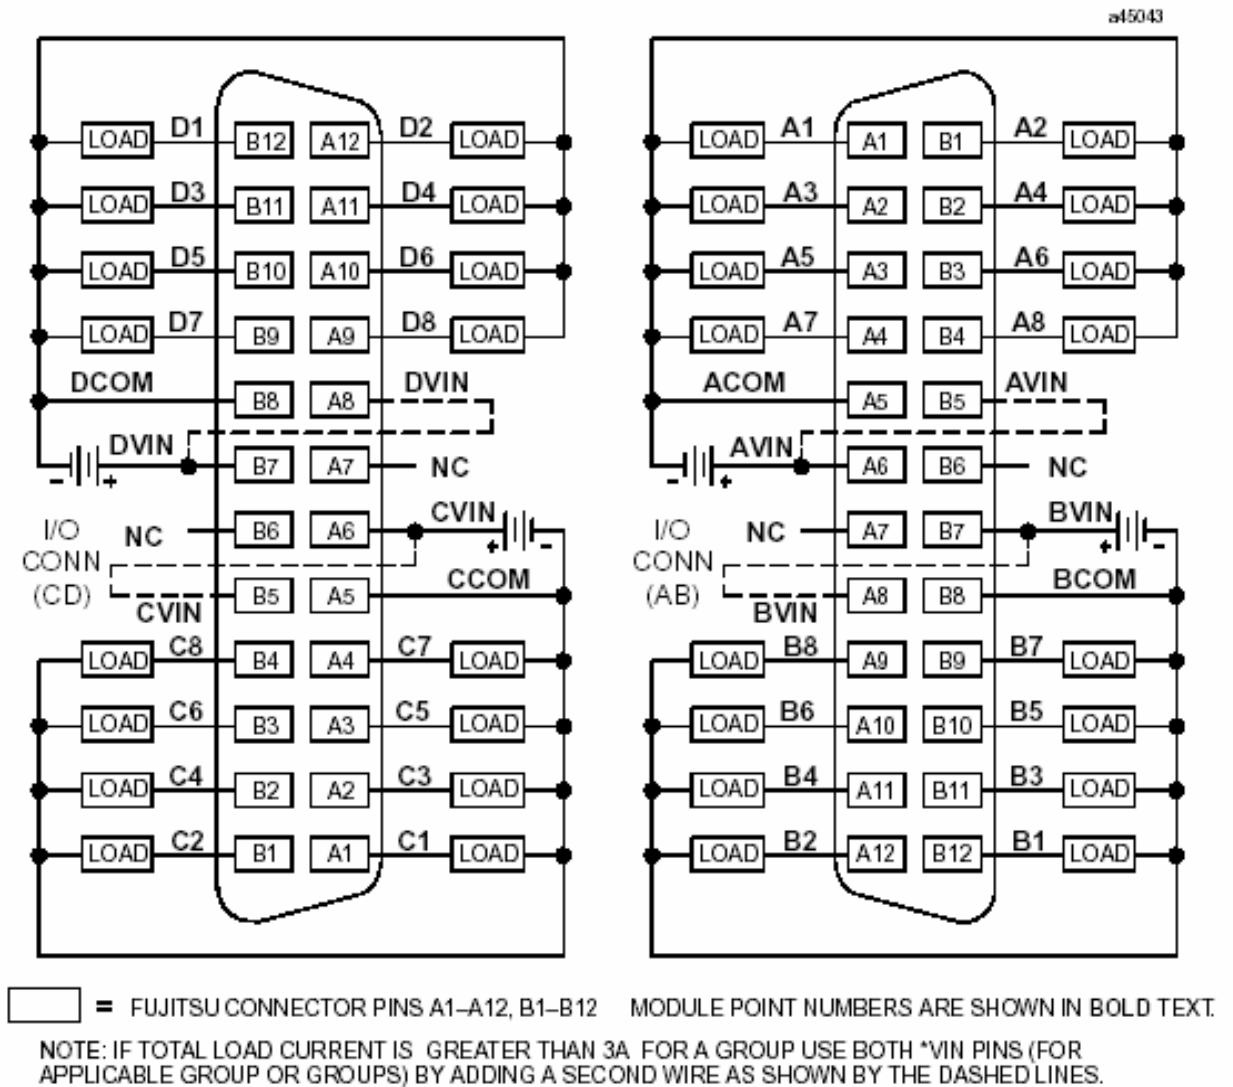 a45043
LOAD D1 B12 A12 D2 LOAD LOAD A1 A1 B1 A2 LOAD
LOAD D3 B11 A11 D4 LOAD LOAD A3 A2 B2 A4 LOAD
LOAD D5 B10 A10 D6 LOAD LOAD A5 A3 B3 A6 LOAD
LOAD D7 B9 A9 D8 LOAD LOAD A7 A4 B4 A8 LOAD
DCOM B8 A8 DVIN ACOM A5 B5 AVIN
- + DVIN B7 A7 NC - + AVIN A6 B6 NC
I/O NC B6 A6 CVIN + - I/O NC A7 B7 BVIN + -
CONN CONN
(CD) CVIN B5 A5 CCOM (AB) BVIN A8 B8 BCOM
LOAD C8 B4 A4 C7 LOAD LOAD B8 A9 B9 B7 LOAD
LOAD C6 B3 A3 C5 LOAD LOAD B6 A10 B10 B5 LOAD
LOAD C4 B2 A2 C3 LOAD LOAD B4 A11 B11 B3 LOAD
LOAD C2 B1 A1 C1 LOAD LOAD B2 A12 B12 B1 LOAD
= FUJITSU CONNECTOR PINS A1–A12, B1–B12 MODULE POINT NUMBERS ARE SHOWN IN BOLD TEXT.
NOTE: IF TOTAL LOAD CURRENT IS GREATER THAN 3A FOR A GROUP USE BOTH *VIN PINS (FOR
APPLICABLE GROUP OR GROUPS) BY ADDING A SECOND WIRE AS SHOWN BY THE DASHED LINES.